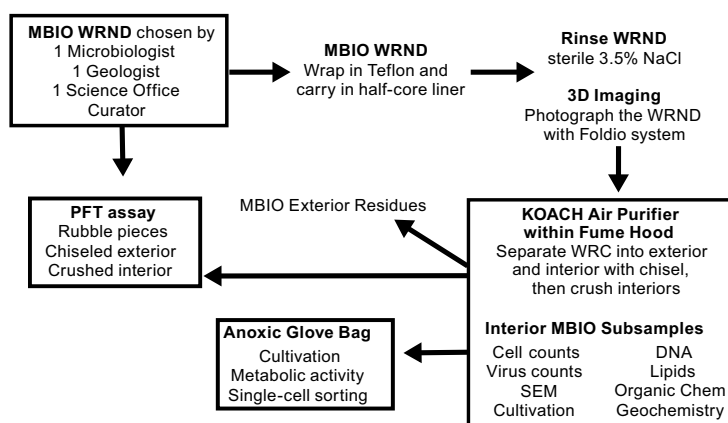 MBIO WRND chosen by
1 Microbiologist
1 Geologist
1 Science Office
Curator
MBIO WRND
Wrap in Teflon and
carry in half-core liner
Rinse WRND
sterile 3.5% NaCl
3D Imaging
Photograph the WRND
with Foldio system
PFT assay
Rubble pieces
Chiseled exterior
Crushed interior
MBIO Exterior Residues
KOACH Air Purifier
within Fume Hood
Separate WRC into exterior
and interior with chisel,
then crush interiors
Interior MBIO Subsamples
Cell counts
Virus counts
SEM
Cultivation
DNA
Lipids
Organic Chem
Geochemistry
Anoxic Glove Bag
Cultivation
Metabolic activity
Single-cell sorting